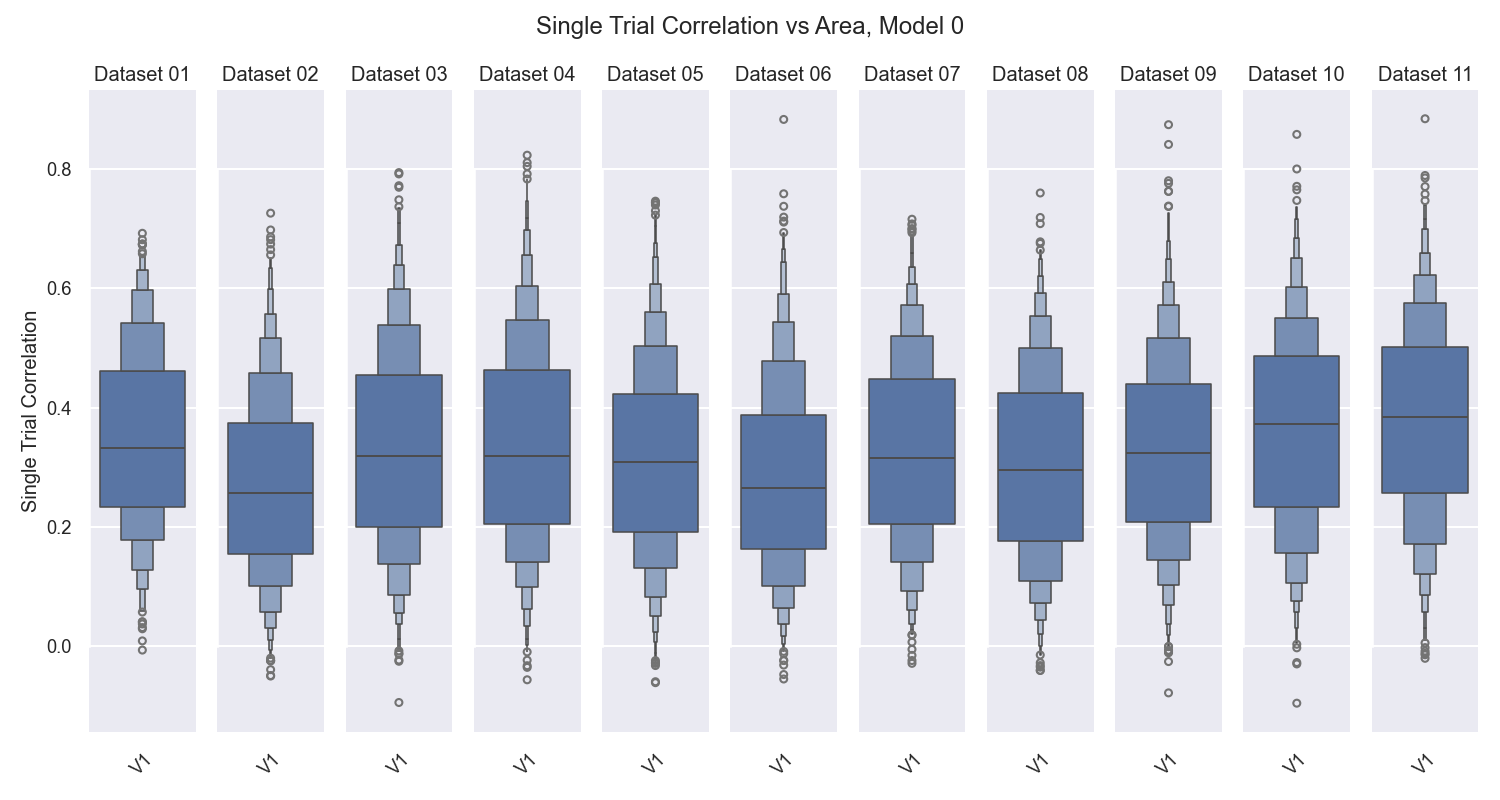 Single Trial Correlation vs Area, Model 0
Dataset 01 Dataset 02 Dataset 03 Dataset 04 Dataset 05 Dataset 06 Dataset 07 Dataset 08 Dataset 09 Dataset 10 Dataset 11
Single Trial Correlation
0.8
0.6
0.4
0.2
0.0
V1 V1 V1 V1 V1 V1 V1 V1 V1 V1 V1